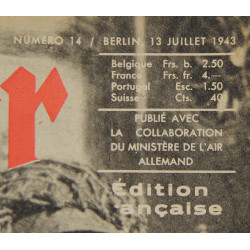 NUMÉRO 14 / BERLIN, 13 JUILLET 1943
Belgique Frs. b. 2.50
France Frs. fr. 4,—
Portugal Esc. 1.50
Suisse Cts. 40
PUBLIÉ AVEC
LA COLLABORATION
DU MINISTÈRE DE L'AIR
ALLEMAND
r
Édition
ançaise